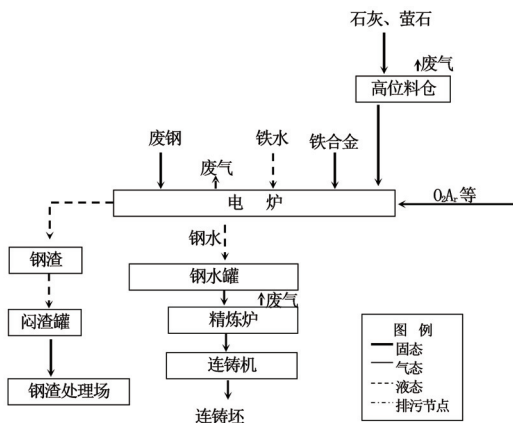 石灰、萤石
废气
高位料仓
废钢
铁水
铁合金
废气
O₂Aᵣ等
电 炉
钢水
钢渣
钢水罐
废气
闷渣罐
精炼炉
连铸机
钢渣处理场
连铸坯
图 例
固态
气态
液态
排污节点